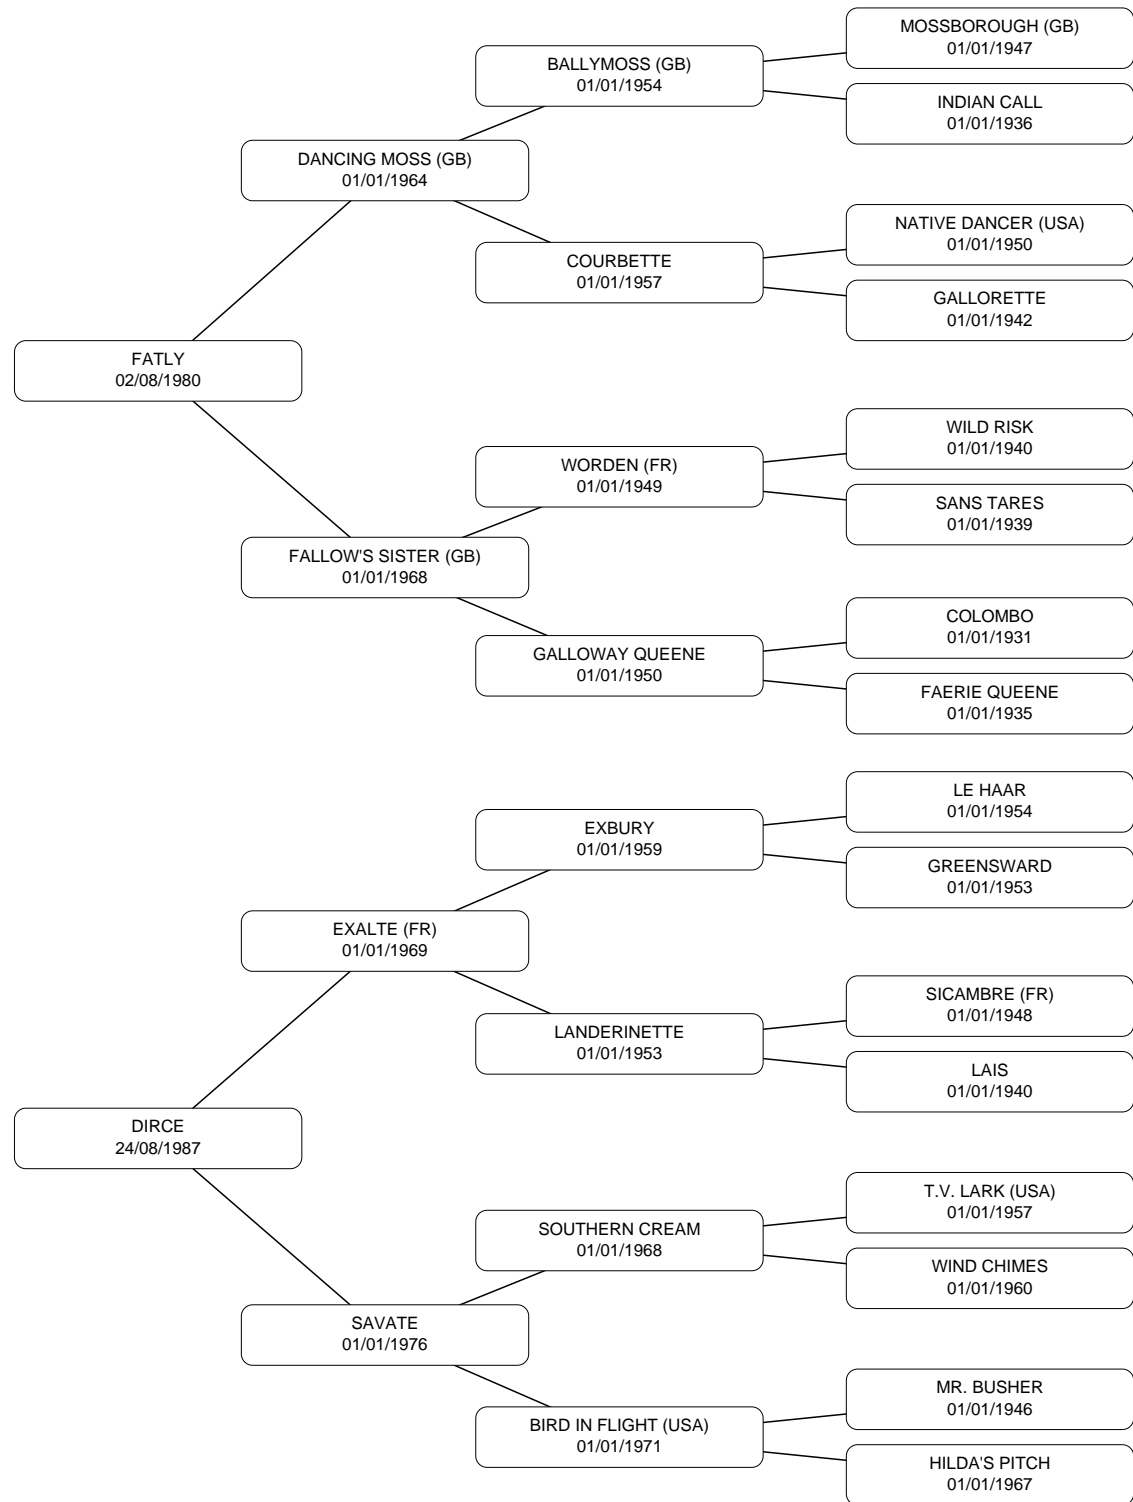 MOSSBOROUGH (GB)
01/01/1947
BALLYMOSS (GB)
01/01/1954
INDIAN CALL
01/01/1936
DANCING MOSS (GB)
01/01/1964
NATIVE DANCER (USA)
01/01/1950
COURBETTE
01/01/1957
GALLORETTE
01/01/1942
FATLY
02/08/1980
WILD RISK
01/01/1940
WORDEN (FR)
01/01/1949
SANS TARES
01/01/1939
FALLOW'S SISTER (GB)
01/01/1968
COLOMBO
01/01/1931
GALLOWAY QUEENE
01/01/1950
FAERIE QUEENE
01/01/1935
LE HAAR
01/01/1954
EXBURY
01/01/1959
GREENSWARD
01/01/1953
EXALTE (FR)
01/01/1969
SICAMBRE (FR)
01/01/1948
LANDERINETTE
01/01/1953
LAIS
01/01/1940
DIRCE
24/08/1987
T.V. LARK (USA)
01/01/1957
SOUTHERN CREAM
01/01/1968
WIND CHIMES
01/01/1960
SAVATE
01/01/1976
MR. BUSHER
01/01/1946
BIRD IN FLIGHT (USA)
01/01/1971
HILDA'S PITCH
01/01/1967